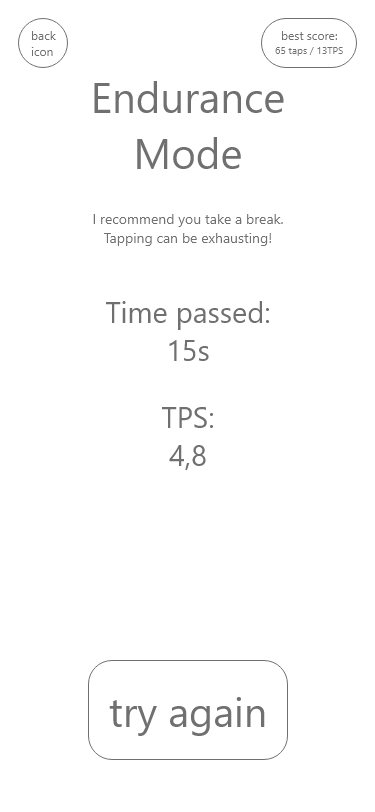 back
icon
best score:
65 taps / 13TPS
Endurance
Mode
I recommend you take a break.
Tapping can be exhausting!
Time passed:
15s
TPS:
4,8
try again